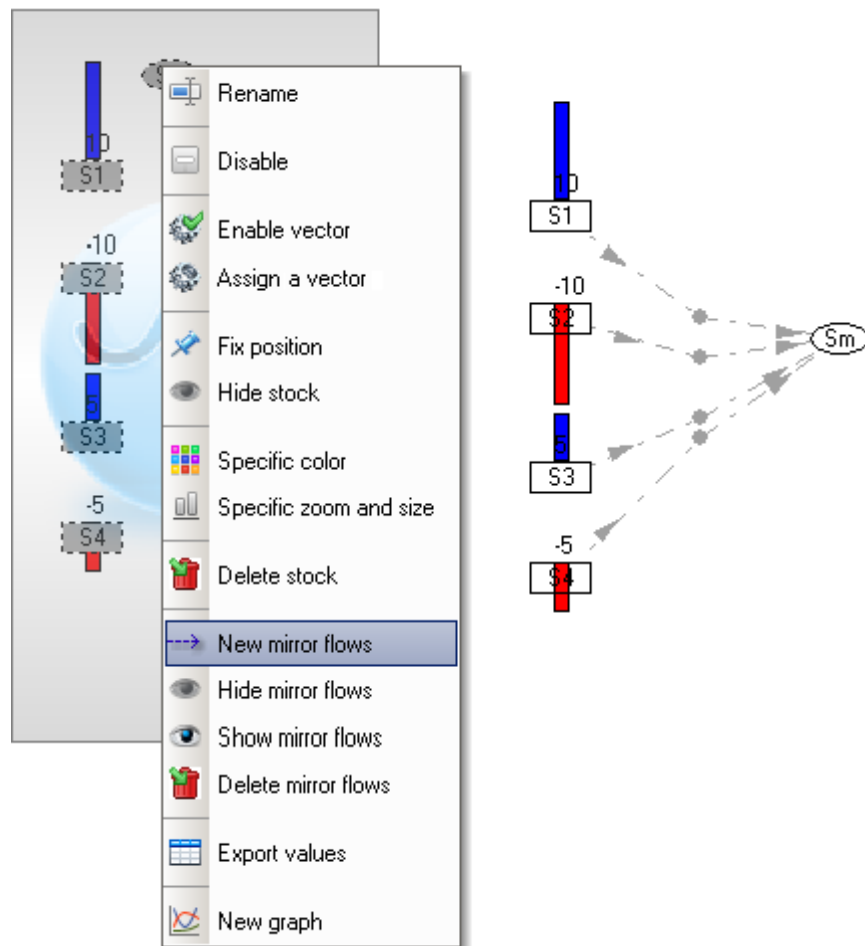 10
S1
-10
S2
5
S3
-5
S4
Rename
Disable
Enable vector
Assign a vector
Fix position
Hide stock
Specific color
Specific zoom and size
Delete stock
New mirror flows
Hide mirror flows
Show mirror flows
Delete mirror flows
Export values
New graph
10
S1
-10
S2
Sm
5
S3
-5
S4